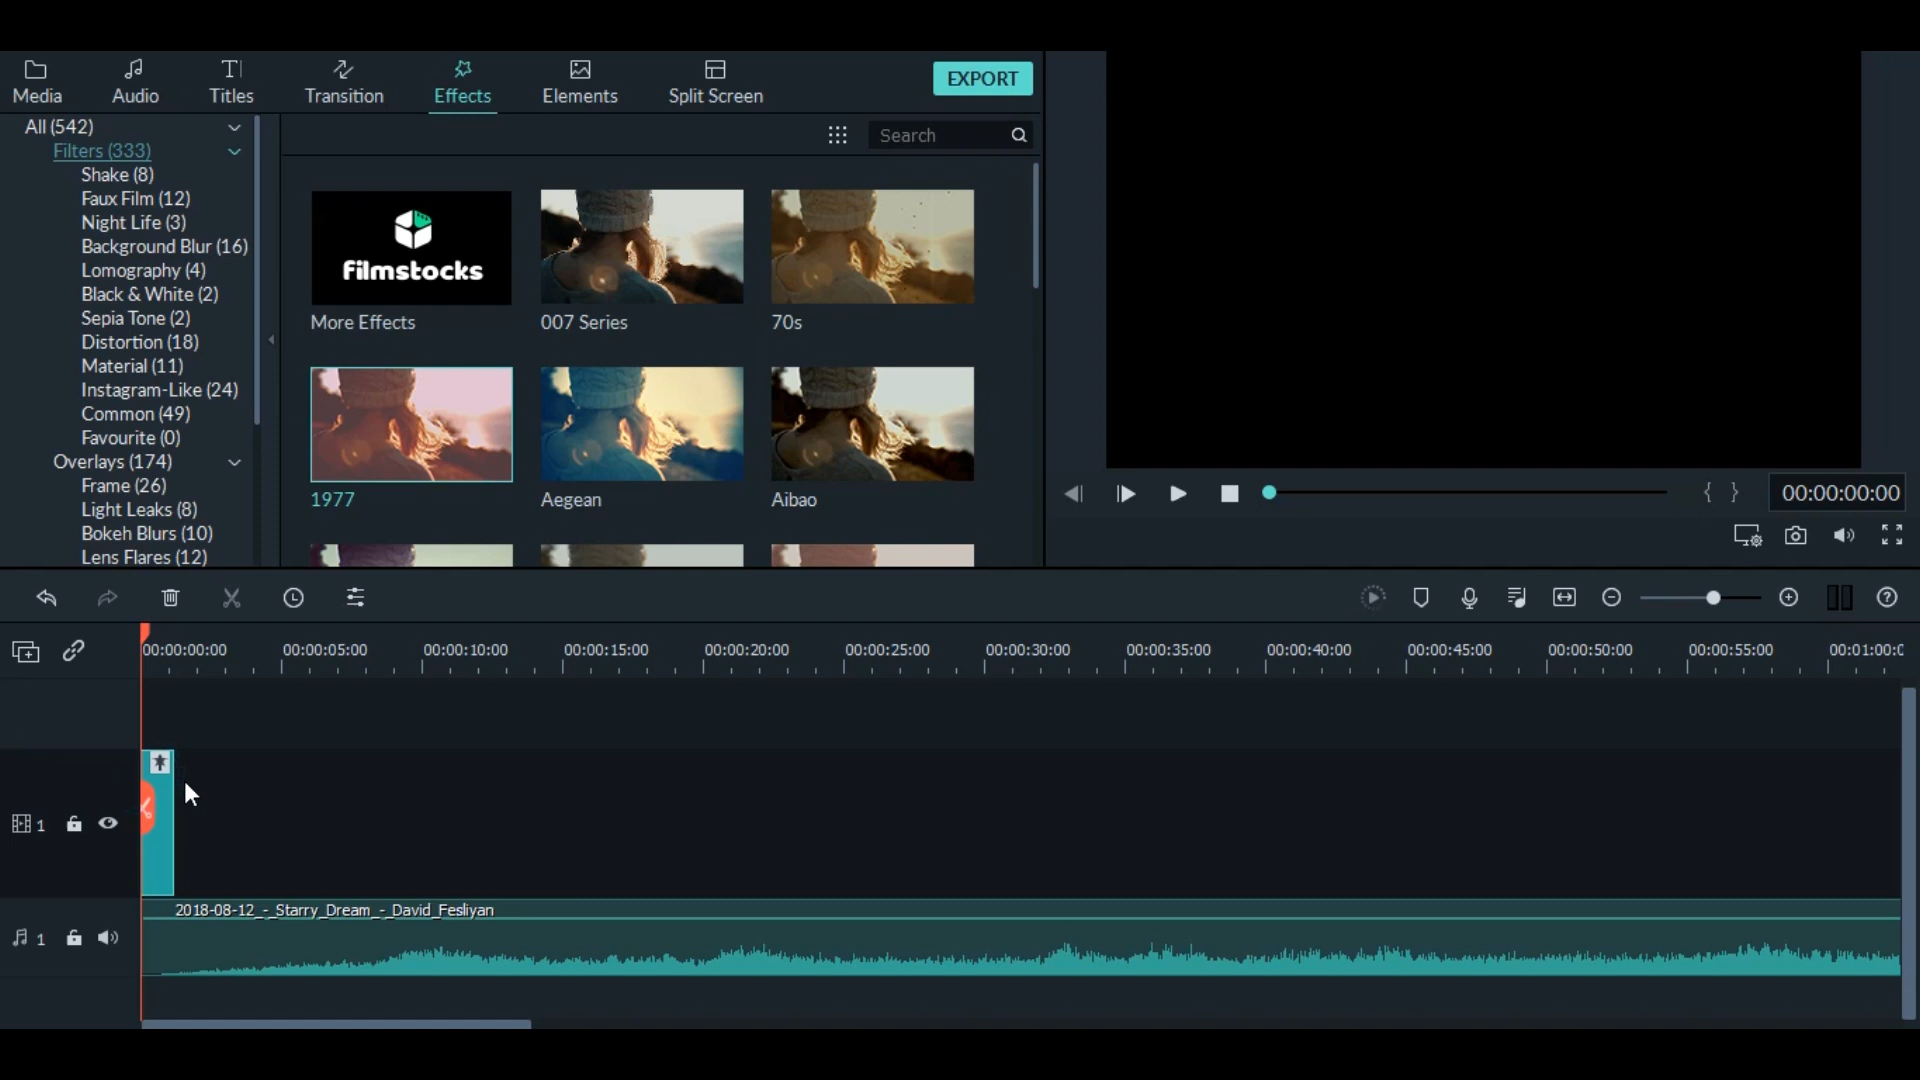 Media
Audio
Titles
Transition
Effects
Elements
Split Screen
EXPORT
Search
All (542)
Filters (333)
Shake (8)
Faux Film (12)
Night Life (3)
Background Blur (16)
Lomography (4)
Black & White (2)
Sepia Tone (2)
Distortion (18)
Material (11)
Instagram-Like (24)
Common (49)
Favourite (0)
Overlays (174)
Frame (26)
Light Leaks (8)
Bokeh Blurs (10)
Lens Flares (12)
filmstocks
More Effects
007 Series
70s
1977
Aegean
Aibao
00:00:00:00
00:00:00:00
00:00:05:00
00:00:10:00
00:00:15:00
00:00:20:00
00:00:25:00
00:00:30:00
00:00:35:00
00:00:40:00
00:00:45:00
00:00:50:00
00:00:55:00
00:01:00:0
1
2018-08-12_-_Starry_Dream_-_David_Fesliyan
1